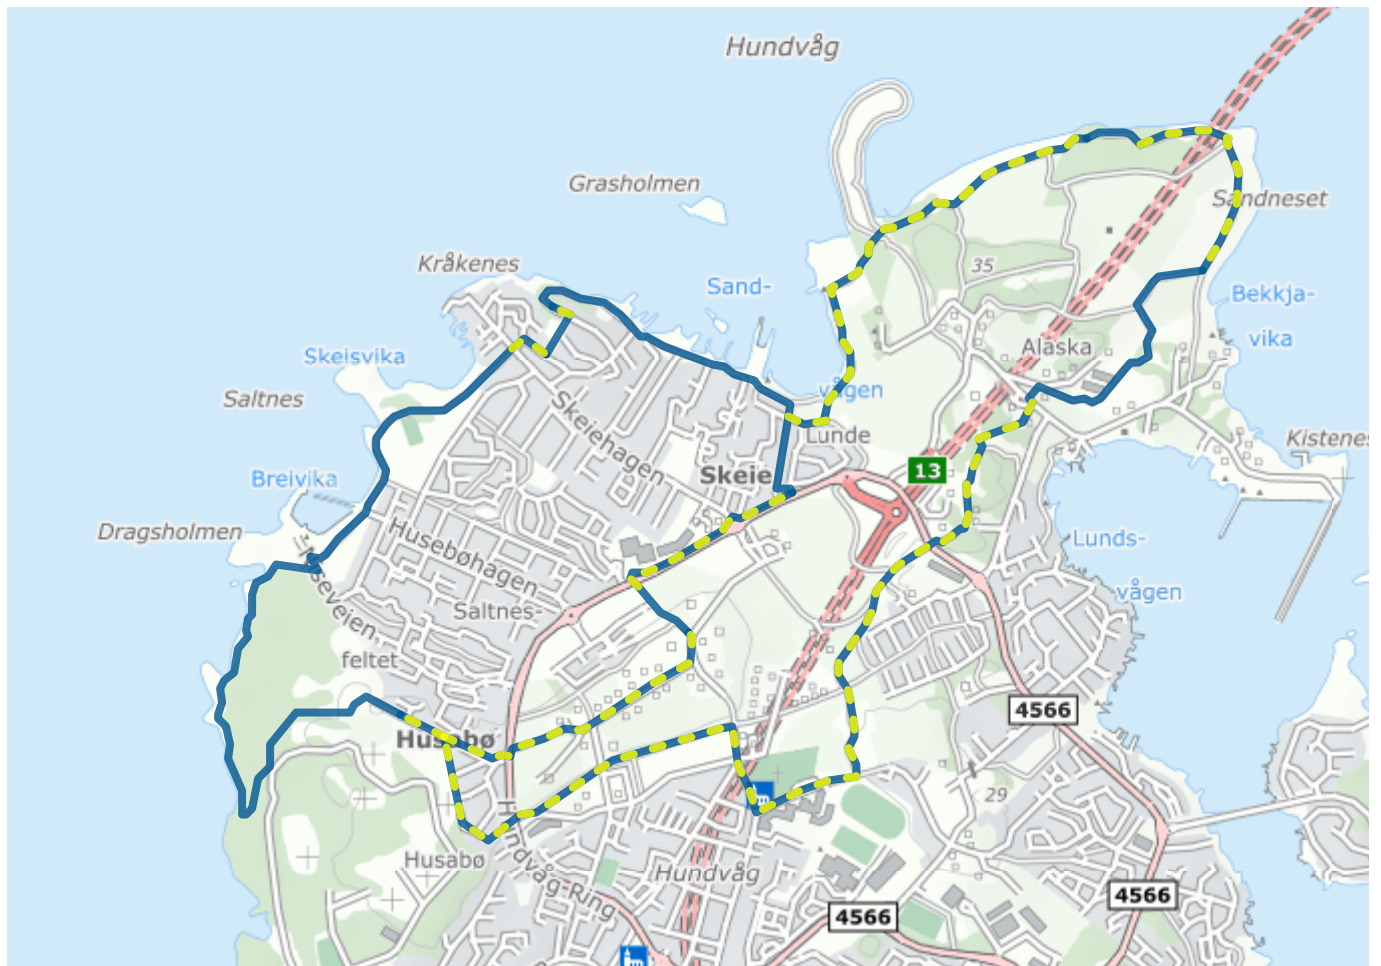 Hundvåg
Grasholmen
Sandneset
Kråkenes
35
Sand-
Bekkja-
vika
Skeisvika
Alaska
Saltnes
vågen
Skeiehagen
Lunde
Kistenes
Skeie
13
Breivika
Dragsholmen
Husebøhagen
Lunds-
vågen
Åseveien
Saltnes-
feltet
4566
Husabø
29
Husabø
Hundvåg
Hundvåg-Ring
4566
4566